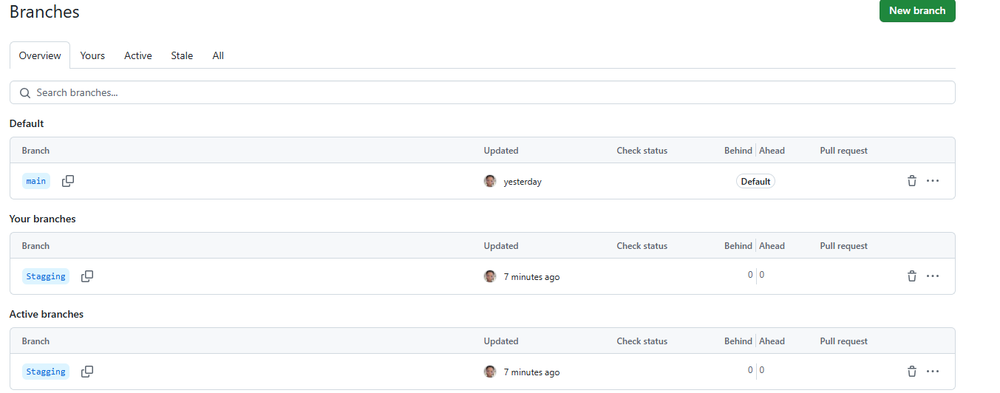 Branches
New branch
Overview Yours Active Stale All
Search branches...
Default
Branch Updated Check status Behind Ahead Pull request
main yesterday Default
Your branches
Branch Updated Check status Behind Ahead Pull request
Stagging 7 minutes ago 0 0
Active branches
Branch Updated Check status Behind Ahead Pull request
Stagging 7 minutes ago 0 0